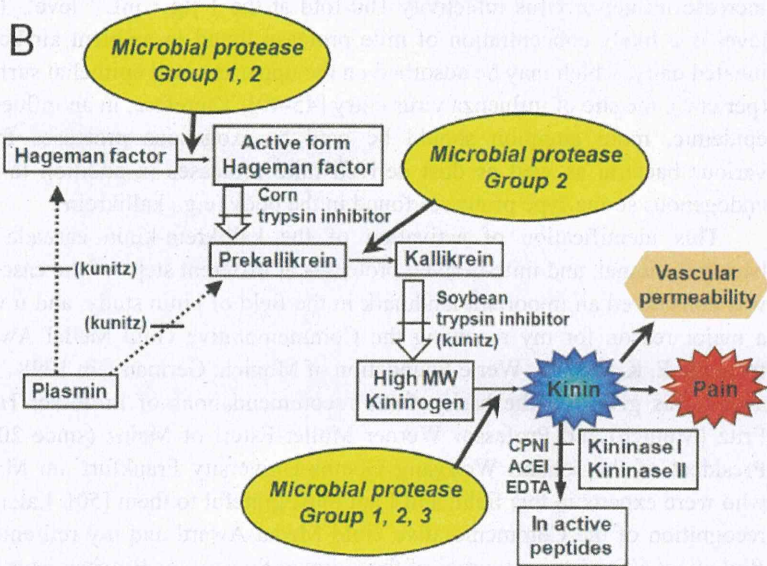 B
Microbial protease
Group 1, 2
Hageman factor
Active form
Hageman factor
Microbial protease
Group 2
Corn
trypsin inhibitor
Prekallikrein
Kallikrein
(kunitz)
(kunitz)
Vascular
permeability
Soybean
trypsin inhibitor
(kunitz)
Plasmin
High MW
Kininogen
Kinin
Pain
CPNI
ACEI
EDTA
Kininase I
Kininase II
Microbial protease
Group 1, 2, 3
In active
peptides